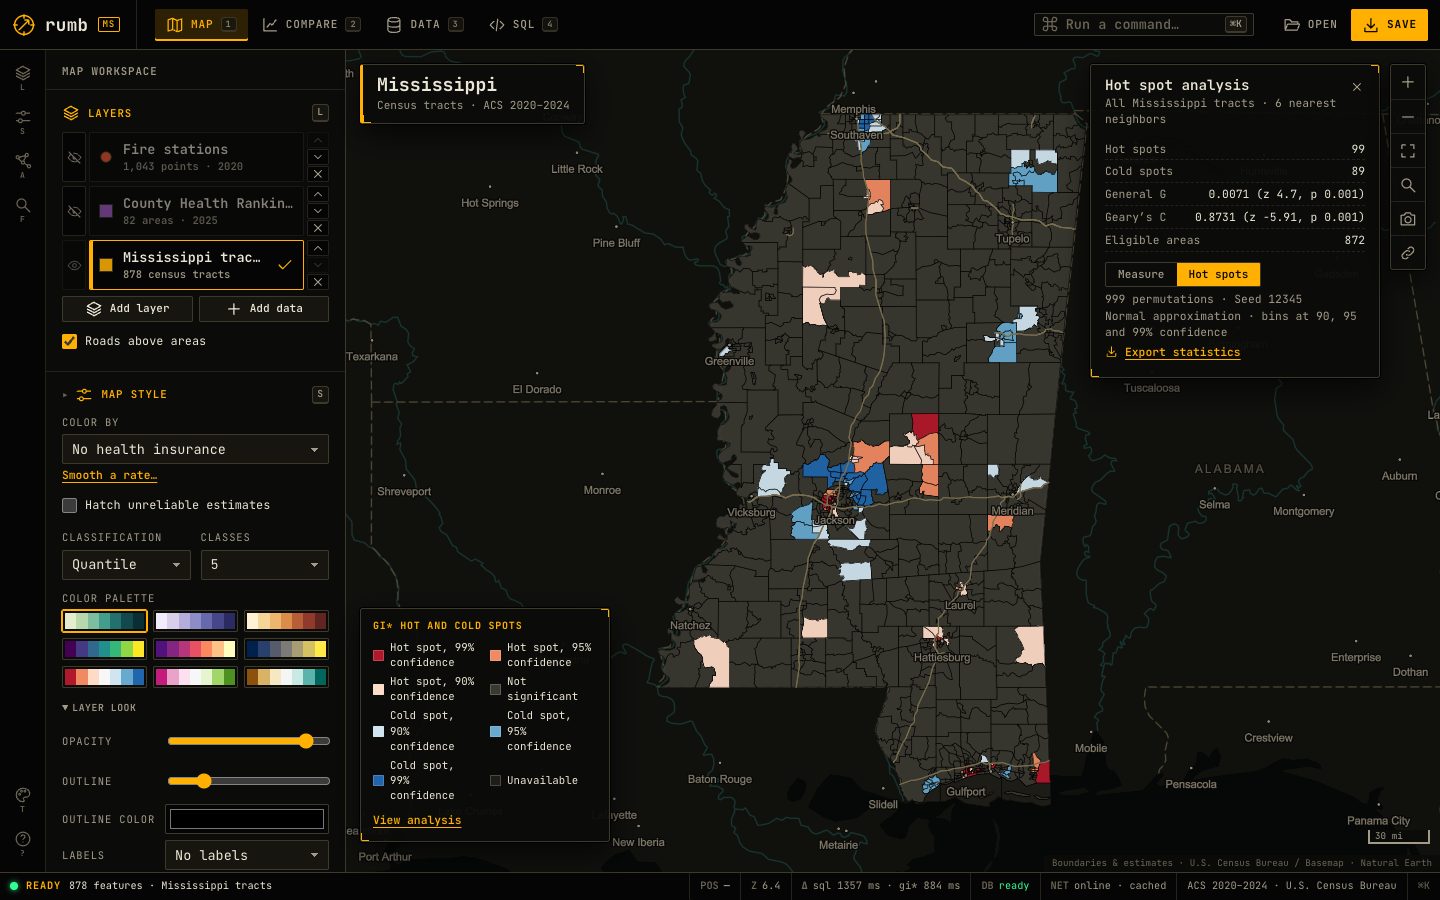 rumb MS
MAP 1
COMPARE 2
DATA 3
SQL 4
Run a command… ⌘K
OPEN
SAVE
L
S
A
F
T
?
MAP WORKSPACE
LAYERS L
Fire stations
1,043 points · 2020
County Health Rankin…
82 areas · 2025
Mississippi trac…
878 census tracts
Add layer
Add data
Roads above areas
MAP STYLE S
COLOR BY
No health insurance
Smooth a rate…
Hatch unreliable estimates
CLASSIFICATION CLASSES
Quantile 5
COLOR PALETTE
LAYER LOOK
OPACITY
OUTLINE
OUTLINE COLOR
LABELS No labels
Mississippi
Census tracts · ACS 2020–2024
Memphis
Southaven
Little Rock
Hot Springs
Pine Bluff
Tupelo
Texarkana
Greenville
El Dorado
Tuscaloosa
ALABAMA
Auburn
Shreveport
Monroe
Vicksburg
Jackson
Meridian
Selma
Montgomery
Laurel
Natchez
Hattiesburg
Enterprise
Dothan
Mobile
Crestview
Baton Rouge
Pensacola
Slidell
Gulfport
Panama City
New Iberia
Metairie
Port Arthur
30 mi
GI* HOT AND COLD SPOTS
Hot spot, 99%
confidence
Hot spot, 95%
confidence
Hot spot, 90%
confidence
Not
significant
Cold spot,
90%
confidence
Cold spot,
95%
confidence
Cold spot,
99%
confidence
Unavailable
View analysis
Hot spot analysis
All Mississippi tracts · 6 nearest
neighbors
Hot spots 99
Cold spots 89
General G 0.0071 (z 4.7, p 0.001)
Geary’s C 0.8731 (z -5.91, p 0.001)
Eligible areas 872
Measure Hot spots
999 permutations · Seed 12345
Normal approximation · bins at 90, 95
and 99% confidence
Export statistics
Boundaries & estimates · U.S. Census Bureau / Basemap · Natural Earth
READY 878 features · Mississippi tracts
POS —
Z 6.4
Δ sql 1357 ms · gi* 884 ms
DB ready
NET online · cached
ACS 2020–2024 · U.S. Census Bureau
⌘K